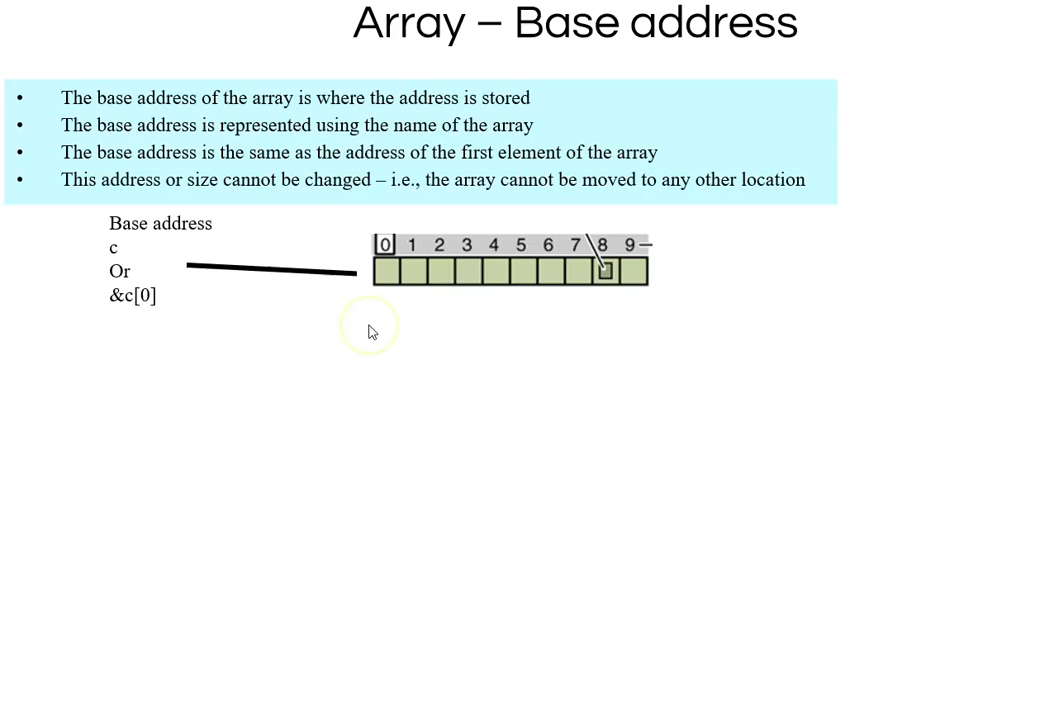 Array – Base address
• The base address of the array is where the address is stored
• The base address is represented using the name of the array
• The base address is the same as the address of the first element of the array
• This address or size cannot be changed – i.e., the array cannot be moved to any other location
Base address
c
Or
&c[0]
0 1 2 3 4 5 6 7 8 9